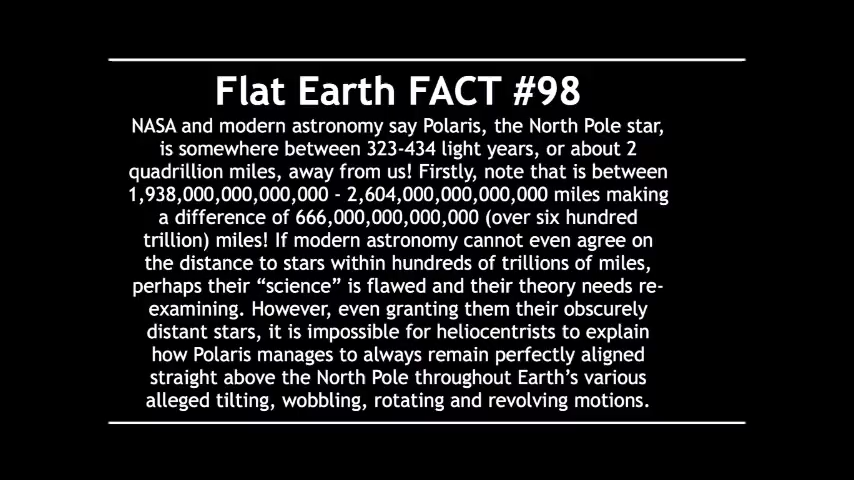 Flat Earth FACT #98
NASA and modern astronomy say Polaris, the North Pole star,
is somewhere between 323-434 light years, or about 2
quadrillion miles, away from us! Firstly, note that is between
1,938,000,000,000,000 - 2,604,000,000,000,000 miles making
a difference of 666,000,000,000,000 (over six hundred
trillion) miles! If modern astronomy cannot even agree on
the distance to stars within hundreds of trillions of miles,
perhaps their “science” is flawed and their theory needs re-
examining. However, even granting them their obscurely
distant stars, it is impossible for heliocentrists to explain
how Polaris manages to always remain perfectly aligned
straight above the North Pole throughout Earth’s various
alleged tilting, wobbling, rotating and revolving motions.